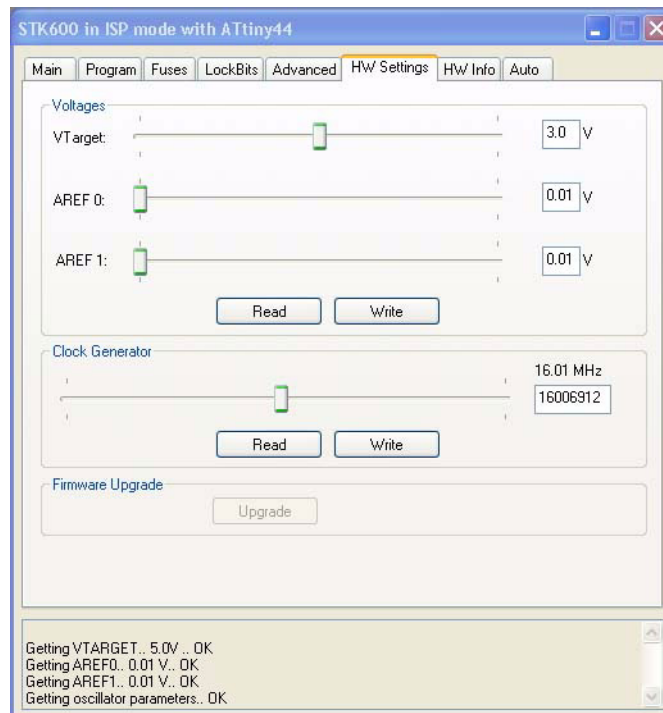 STK600 in ISP mode with ATtiny44
Main Program Fuses LockBits Advanced HW Settings HW Info Auto
Voltages
VTarget: 3.0 V
AREF 0: 0.01 V
AREF 1: 0.01 V
Read Write
Clock Generator
16.01 MHz
16006912
Read Write
Firmware Upgrade
Upgrade
Getting VTARGET.. 5.0V .. OK
Getting AREF0.. 0.01 V.. OK
Getting AREF1.. 0.01 V.. OK
Getting oscillator parameters.. OK